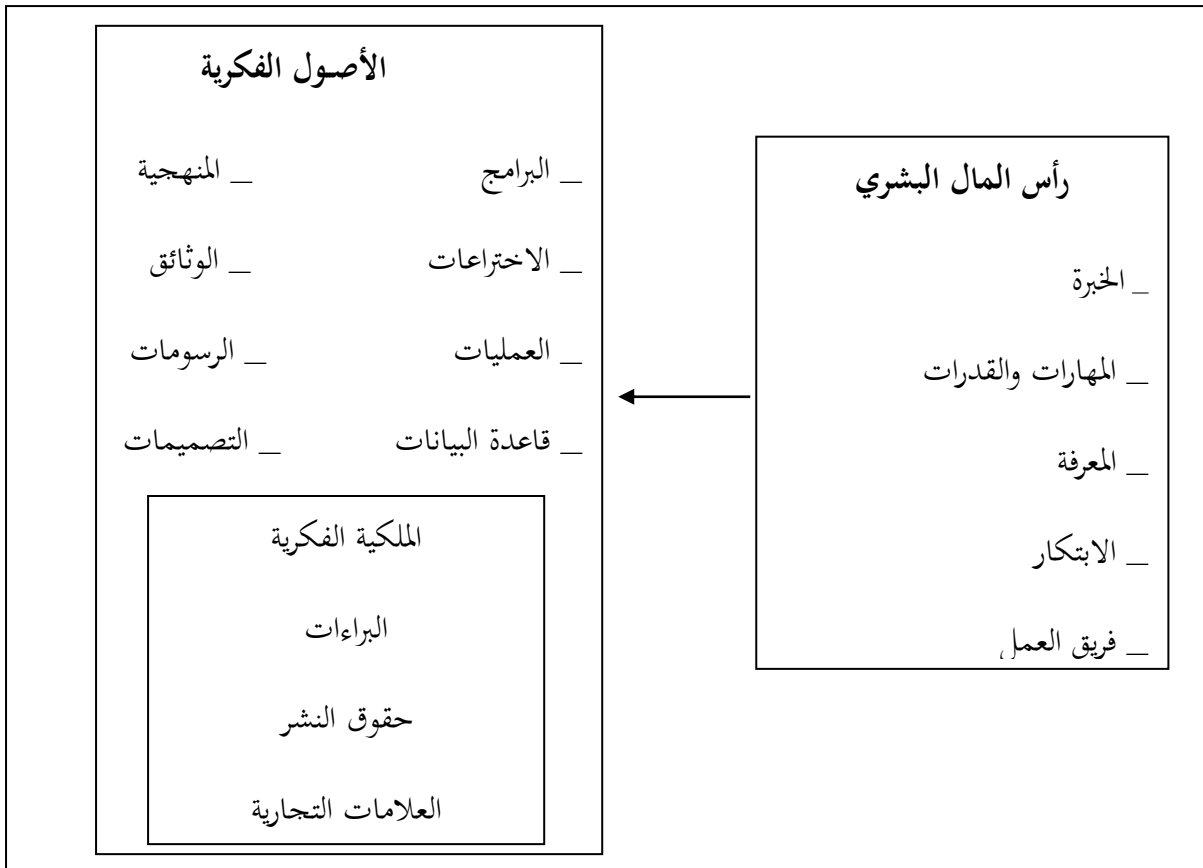 الأصول الفكرية
_ البرامج _ المنهجية
_ الاختراعات _ الوثائق
_ العمليات _ الرسومات
_ قاعدة البيانات _ التصميمات
الملكية الفكرية
البراءات
حقوق النشر
العلامات التجارية
رأس المال البشري
_ الخبرة
_ المهارات والقدرات
_ المعرفة
_ الابتكار
_ فريق العمل